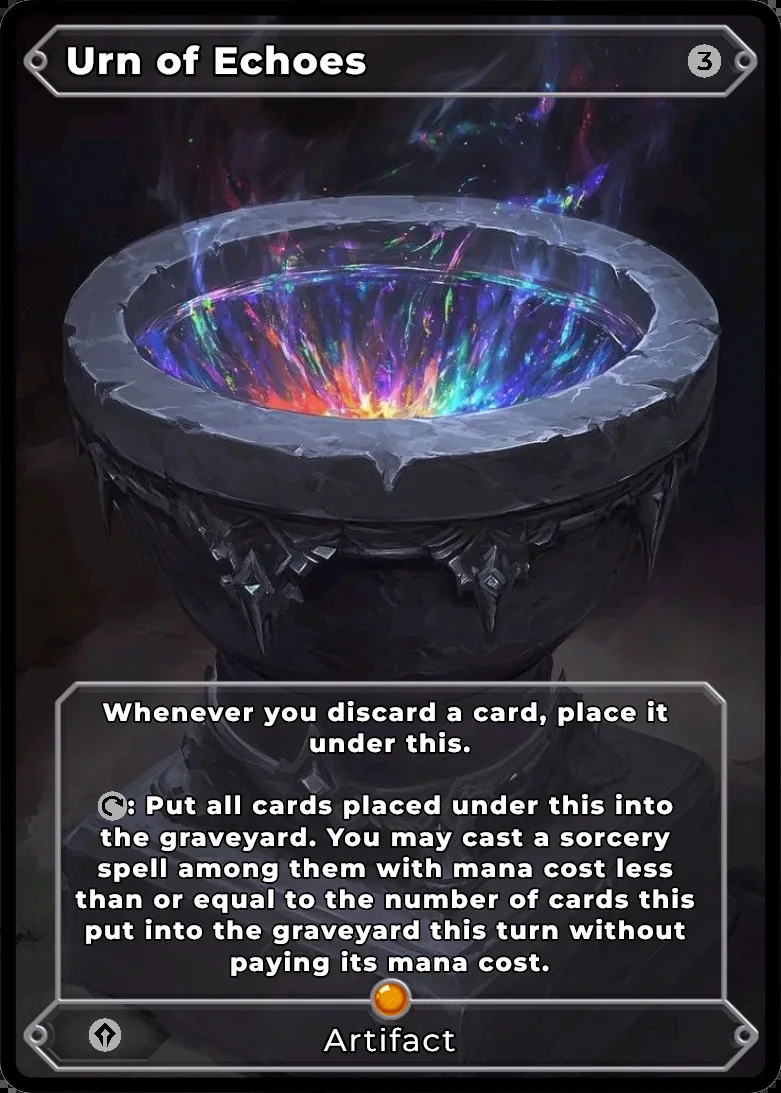 Urn of Echoes
3
Whenever you discard a card, place it
under this.
: Put all cards placed under this into
the graveyard. You may cast a sorcery
spell among them with mana cost less
than or equal to the number of cards this
put into the graveyard this turn without
paying its mana cost.
Artifact